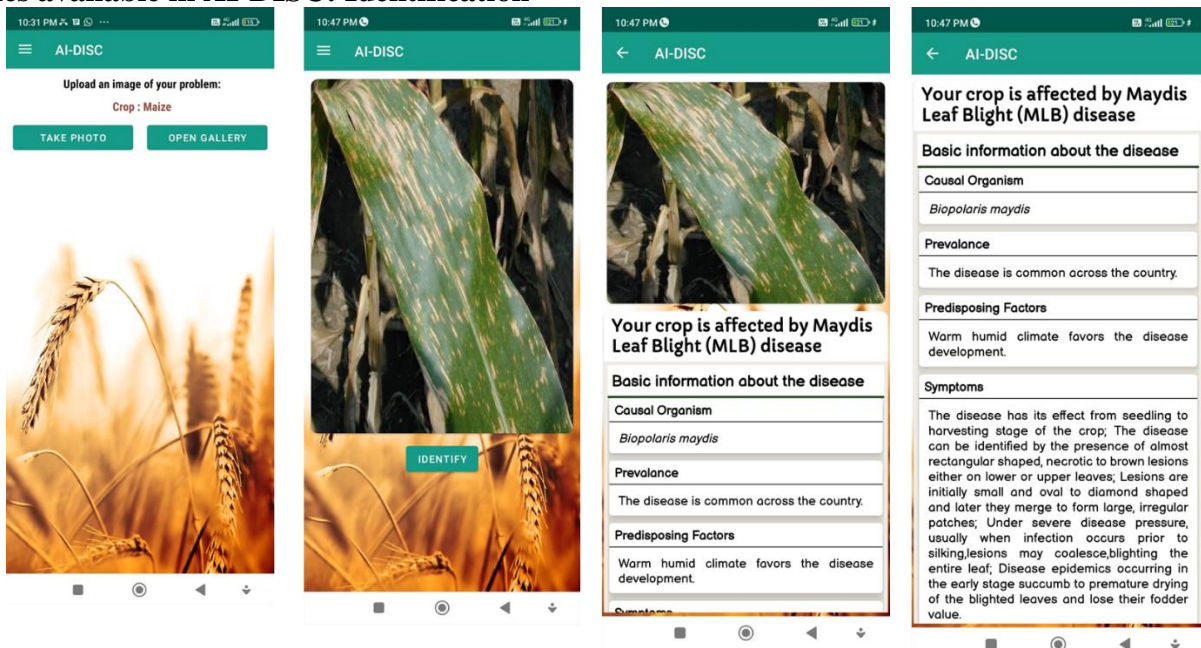 available in AI-DISC: Identification
10:31 PM
AI-DISC
Upload an image of your problem:
Crop : Maize
TAKE PHOTO
OPEN GALLERY
10:47 PM
AI-DISC
IDENTIFY
10:47 PM
AI-DISC
Your crop is affected by Maydis
Leaf Blight (MLB) disease
Basic information about the disease
Causal Organism
Biopolaris maydis
Prevalance
The disease is common across the country.
Predisposing Factors
Warm humid climate favors the disease
development.
Symptoms
10:47 PM
AI-DISC
Your crop is affected by Maydis
Leaf Blight (MLB) disease
Basic information about the disease
Causal Organism
Biopolaris maydis
Prevalance
The disease is common across the country.
Predisposing Factors
Warm humid climate favors the disease
development.
Symptoms
The disease has its effect from seedling to
harvesting stage of the crop; The disease
can be identified by the presence of almost
rectangular shaped, necrotic to brown lesions
either on lower or upper leaves; Lesions are
initially small and oval to diamond shaped
and later they merge to form large, irregular
patches; Under severe disease pressure,
usually when infection occurs prior to
silking,lesions may coalesce,blighting the
entire leaf; Disease epidemics occurring in
the early stage succumb to premature drying
of the blighted leaves and lose their fodder
value.